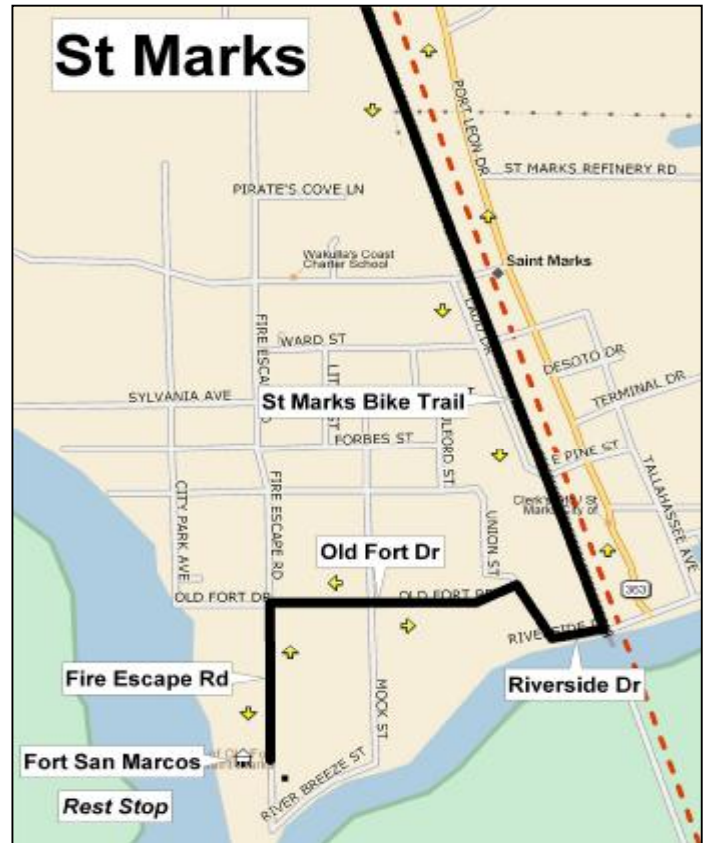 St Marks
PORT LEON DR
ST MARKS REFINERY RD
PIRATE'S COVE LN
Wakulla's Coast
Charter School
Saint Marks
LADD DR
FIRE
WARD ST
DESOTO DR
SYLVANIA AVE
St Marks Bike Trail
TERMINAL DR
FORBES ST
E PINE ST
TALLAHASSEE AVE
CITY PARK AVE
FIRE ESCAPE RD
UNION ST
Old Fort Dr
363
OLD FORT DR
OLD FORT
Fire Escape Rd
Riverside Dr
MOCK ST
Fort San Marcos
RIVER BREEZE ST
Rest Stop